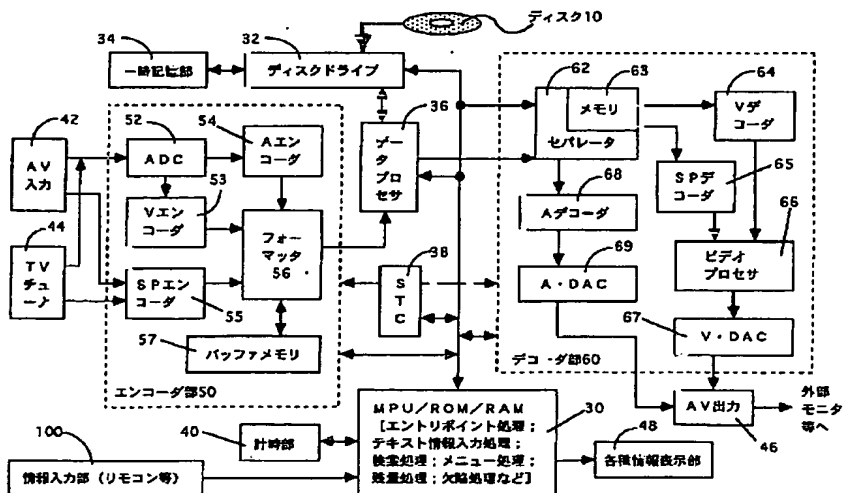 ディスク10
34
32
一時記憶部
ディスクドライブ
62
63
64
メモリ
セパレータ
Vデコーダ
42
52
54
36
AV入力
ADC
Aエンコーダ
データプロセサ
65
SPデコーダ
53
68
Vエンコーダ
Aデコーダ
66
44
フォーマッタ56
38
69
ビデオプロセサ
TVチューナ
SPエンコーダ
55
STC
A・DAC
67
57
バッファメモリ
V・DAC
エンコーダ部50
デコーダ部60
MPU/ROM/RAM
[エントリポイント処理;
テキスト情報入力処理;
検索処理;メニュー処理;
残量処理;欠陥処理など]
30
AV出力
46
外部
モニタ
等へ
40
計時部
48
各種情報表示部
100
情報入力部(リモコン等)